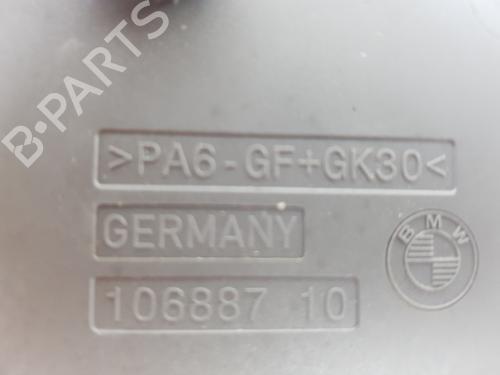 B-PARTS
>PA6-GF+GK30<
GERMANY
BMW
106887 10